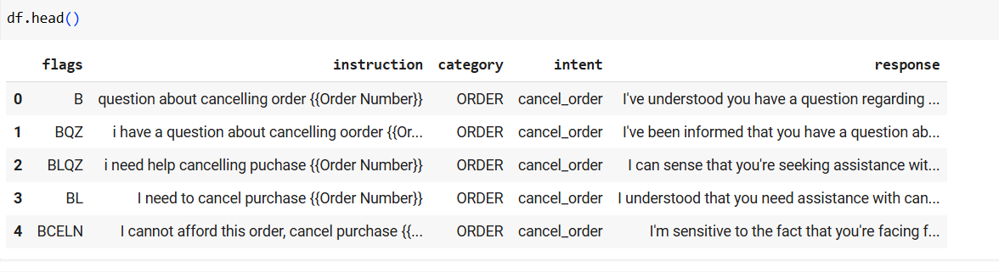 df.head()
flags instruction category intent response
0 B question about cancelling order {{Order Number}} ORDER cancel_order I've understood you have a question regarding ...
1 BQZ i have a question about cancelling oorder {{Or... ORDER cancel_order I've been informed that you have a question ab...
2 BLQZ i need help cancelling puchase {{Order Number}} ORDER cancel_order I can sense that you're seeking assistance wit...
3 BL I need to cancel purchase {{Order Number}} ORDER cancel_order I understood that you need assistance with can...
4 BCELN I cannot afford this order, cancel purchase {{... ORDER cancel_order I'm sensitive to the fact that you're facing f...